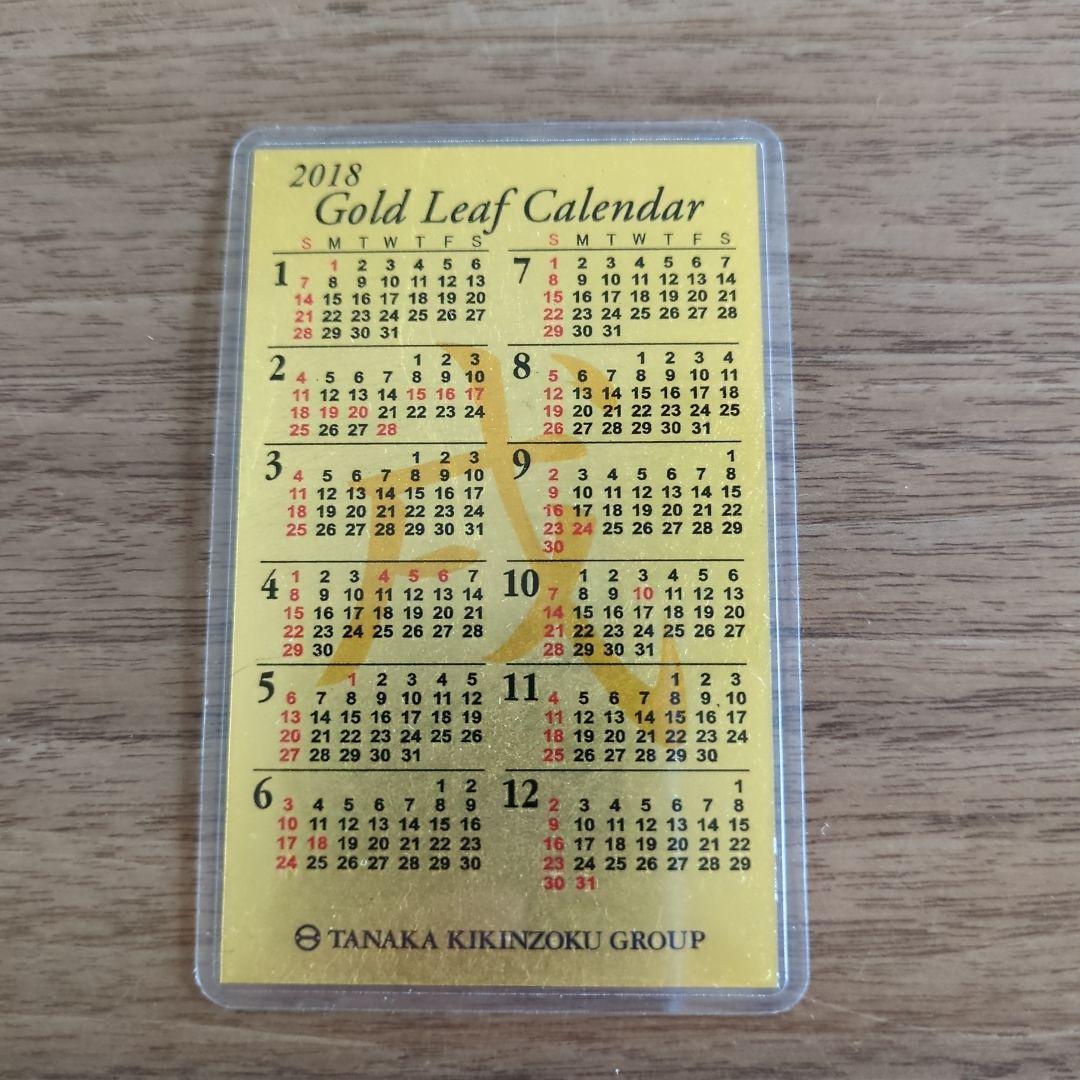 2018
Gold Leaf Calendar
S M T W T F S
1
1 2 3 4 5 6
7 8 9 10 11 12 13
14 15 16 17 18 19 20
21 22 23 24 25 26 27
28 29 30 31
2
1 2 3
4 5 6 7 8 9 10
11 12 13 14 15 16 17
18 19 20 21 22 23 24
25 26 27 28
3
1 2 3
4 5 6 7 8 9 10
11 12 13 14 15 16 17
18 19 20 21 22 23 24
25 26 27 28 29 30 31
4
1 2 3 4 5 6 7
8 9 10 11 12 13 14
15 16 17 18 19 20 21
22 23 24 25 26 27 28
29 30
5
1 2 3 4 5
6 7 8 9 10 11 12
13 14 15 16 17 18 19
20 21 22 23 24 25 26
27 28 29 30 31
6
1 2
3 4 5 6 7 8 9
10 11 12 13 14 15 16
17 18 19 20 21 22 23
24 25 26 27 28 29 30
S M T W T F S
7
1 2 3 4 5 6 7
8 9 10 11 12 13 14
15 16 17 18 19 20 21
22 23 24 25 26 27 28
29 30 31
8
1 2 3 4
5 6 7 8 9 10 11
12 13 14 15 16 17 18
19 20 21 22 23 24 25
26 27 28 29 30 31
9
1
2 3 4 5 6 7 8
9 10 11 12 13 14 15
16 17 18 19 20 21 22
23 24 25 26 27 28 29
30
10
1 2 3 4 5 6
7 8 9 10 11 12 13
14 15 16 17 18 19 20
21 22 23 24 25 26 27
28 29 30 31
11
1 2 3
4 5 6 7 8 9 10
11 12 13 14 15 16 17
18 19 20 21 22 23 24
25 26 27 28 29 30
12
1
2 3 4 5 6 7 8
9 10 11 12 13 14 15
16 17 18 19 20 21 22
23 24 25 26 27 28 29
30 31
戌
TANAKA KIKINZOKU GROUP